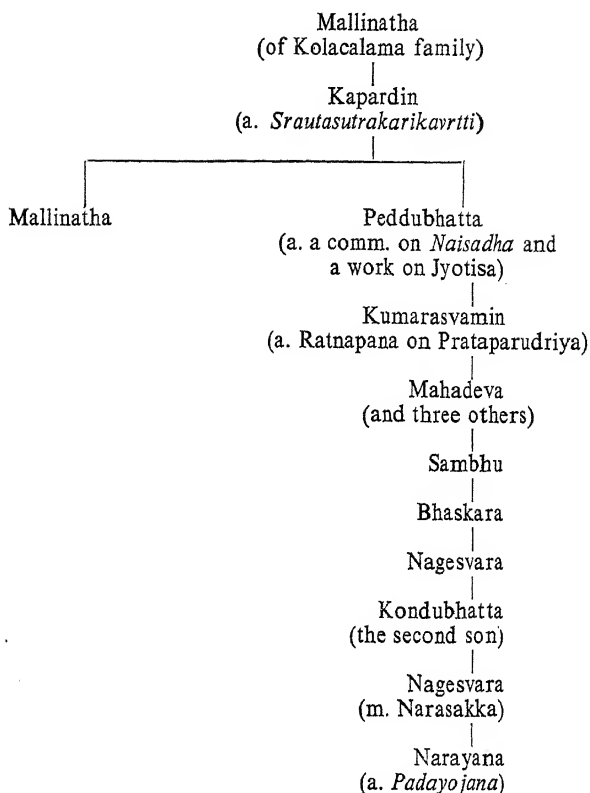 Mallinatha
(of Kolacalama family)
Kapardin
(a. Srautasutrakarikavrtti)
Mallinatha
Peddubhatta
(a. a comm. on Naisadha and
a work on Jyotisa)
Kumarasvamin
(a. Ratnapana on Prataparudriya)
Mahadeva
(and three others)
Sambhu
Bhaskara
Nagesvara
Kondubhatta
(the second son)
Nagesvara
(m. Narasakka)
Narayana
(a. Padayojana)